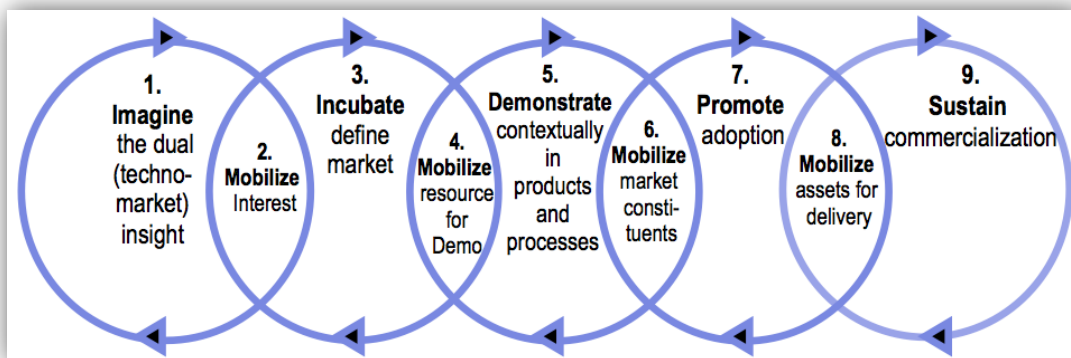 1.
Imagine
the dual
(techno-
market)
insight
2.
Mobilize
Interest
3.
Incubate
define
market
4.
Mobilize
resource
for
Demo
5.
Demonstrate
contextually
in
products
and
processes
6.
Mobilize
market
consti-
tuents
7.
Promote
adoption
8.
Mobilize
assets for
delivery
9.
Sustain
commercialization